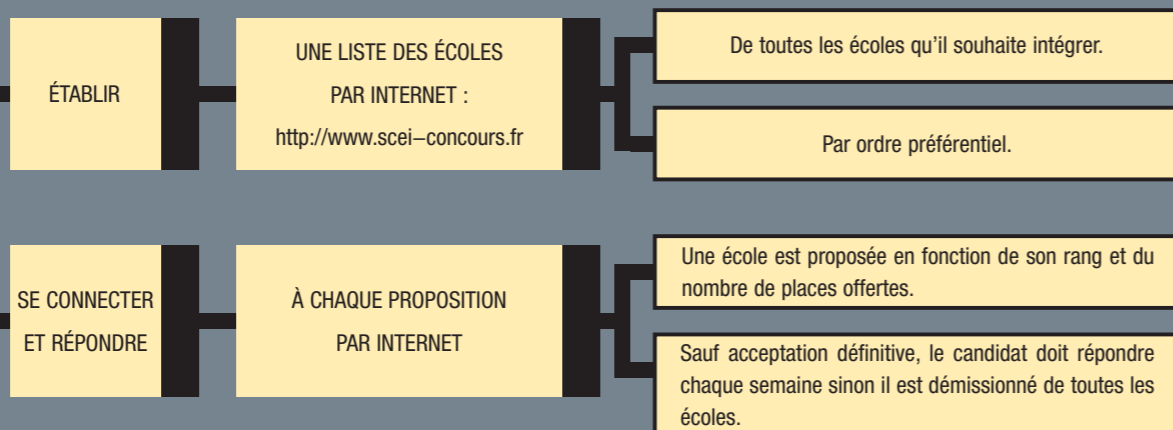 ÉTABLIR
UNE LISTE DES ÉCOLES
PAR INTERNET :
http://www.scei–concours.fr
De toutes les écoles qu'il souhaite intégrer.
Par ordre préférentiel.
SE CONNECTER
ET RÉPONDRE
À CHAQUE PROPOSITION
PAR INTERNET
Une école est proposée en fonction de son rang et du
nombre de places offertes.
Sauf acceptation définitive, le candidat doit répondre
chaque semaine sinon il est démissionné de toutes les
écoles.